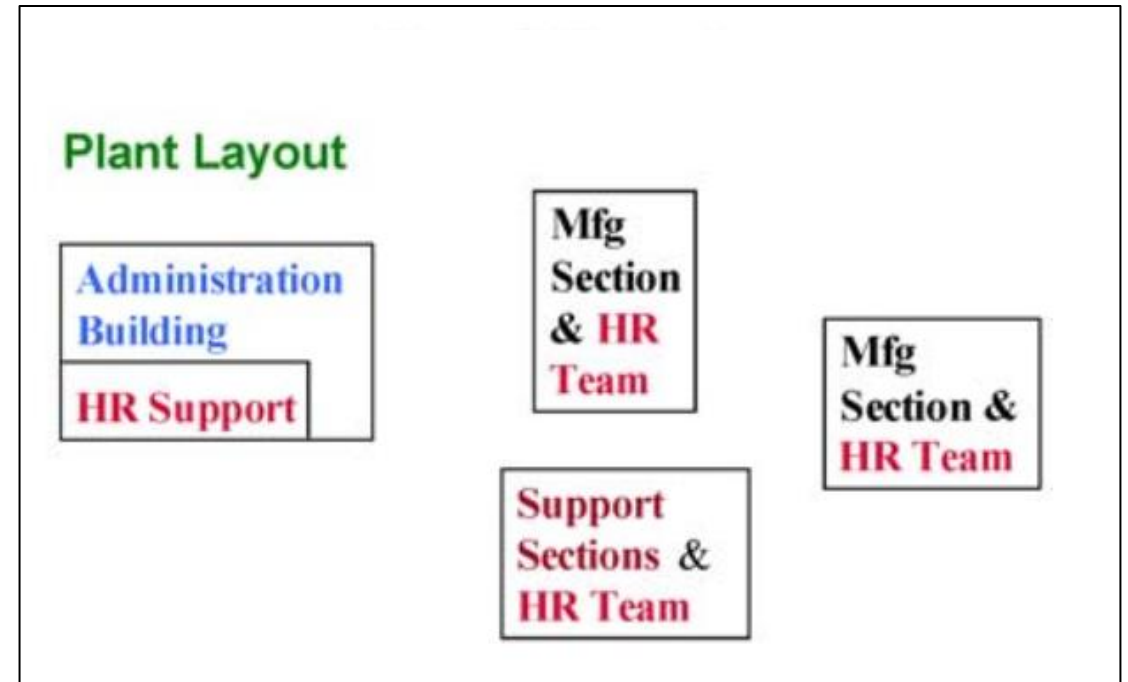 Plant Layout
Administration
Building
HR Support
Mfg
Section
& HR
Team
Mfg
Section &
HR Team
Support
Sections &
HR Team